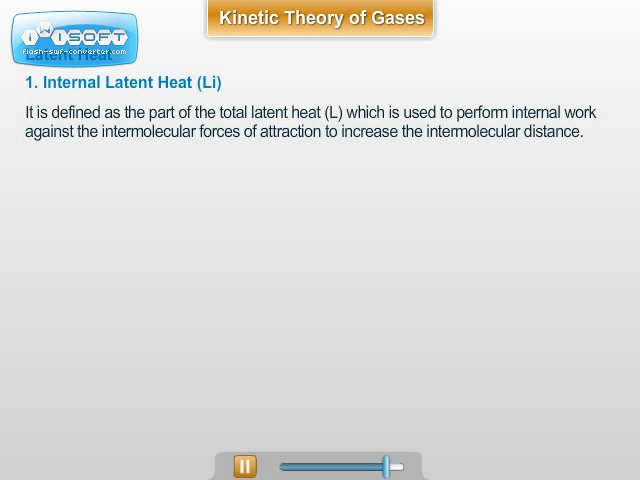 Kinetic Theory of Gases
iWiSOFT
flash-swf-converter.com
Latent Heat
1. Internal Latent Heat (Li)
It is defined as the part of the total latent heat (L) which is used to perform internal work
against the intermolecular forces of attraction to increase the intermolecular distance.